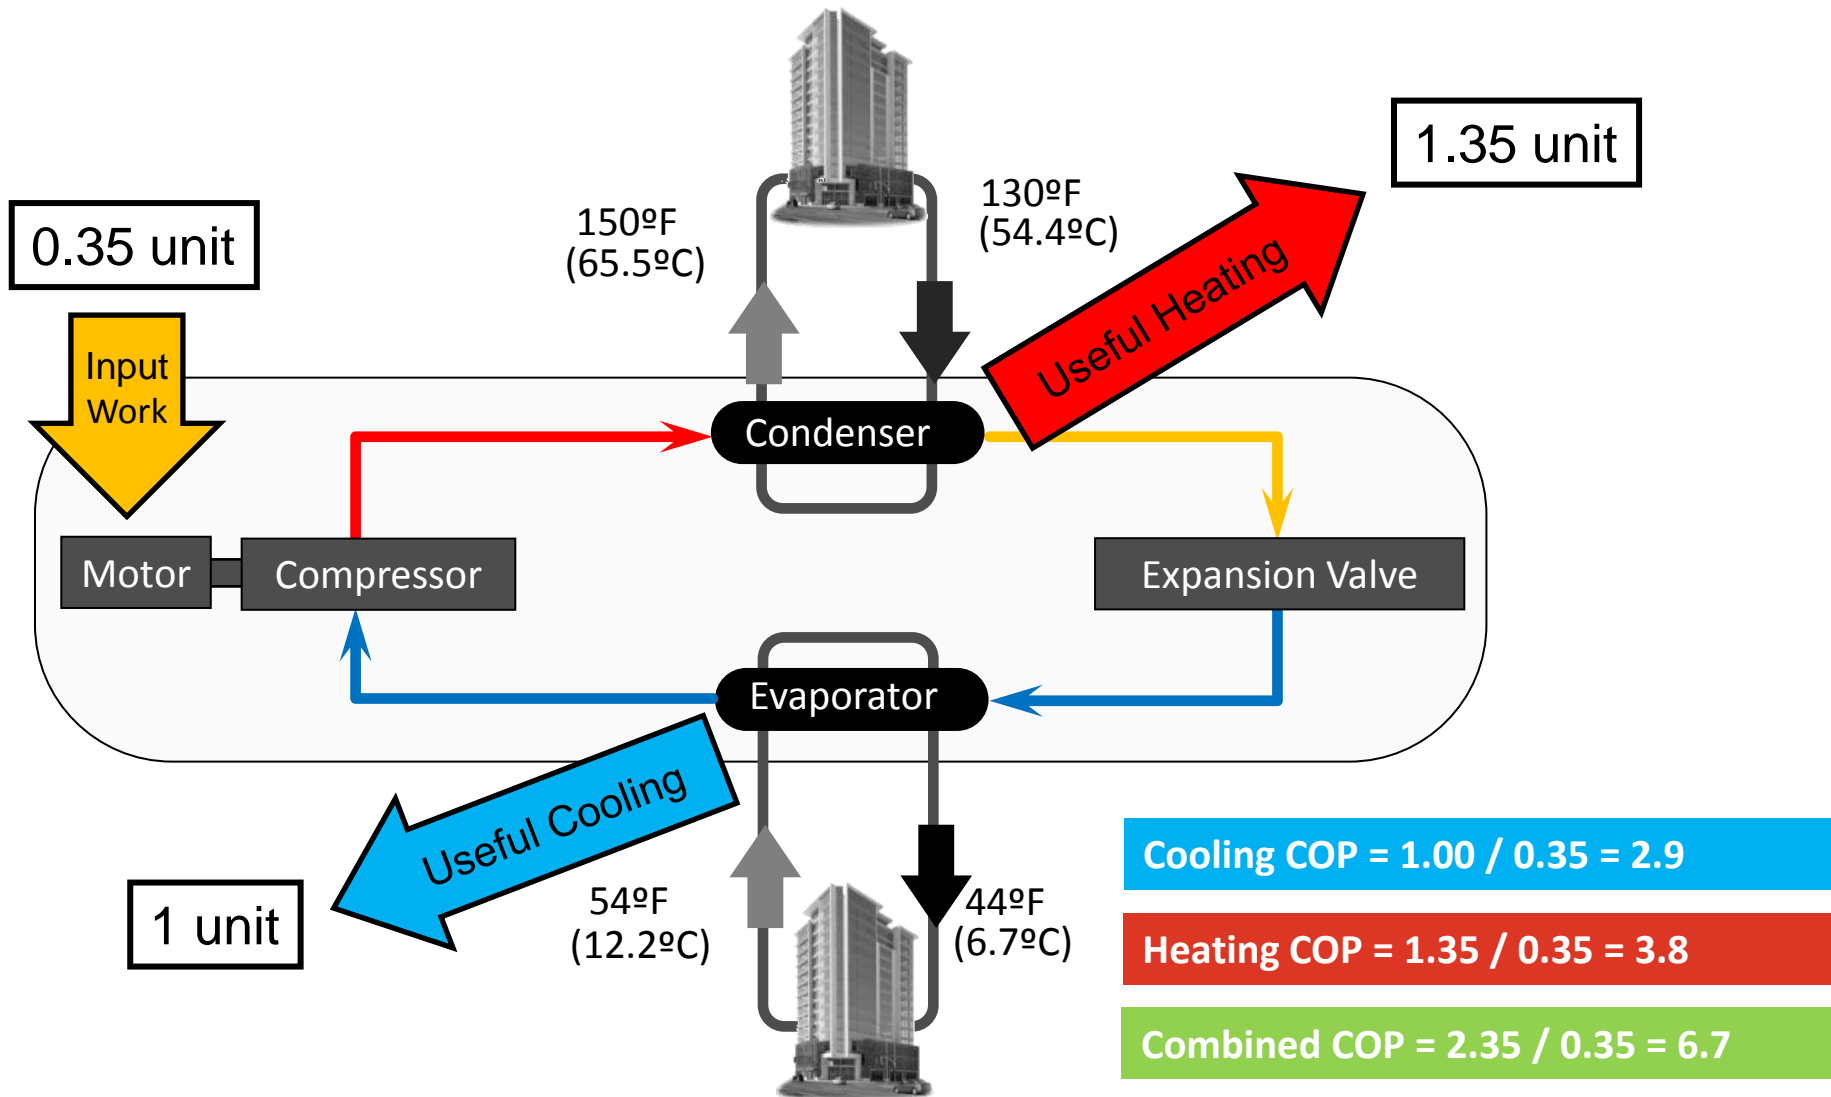 1.35 unit
130ºF
(54.4ºC)
150ºF
(65.5ºC)
0.35 unit
Useful Heating
Input
Work
Condenser
Motor
Compressor
Expansion Valve
Evaporator
Useful Cooling
1 unit
54ºF
(12.2ºC)
44ºF
(6.7ºC)
Cooling COP = 1.00 / 0.35 = 2.9
Heating COP = 1.35 / 0.35 = 3.8
Combined COP = 2.35 / 0.35 = 6.7